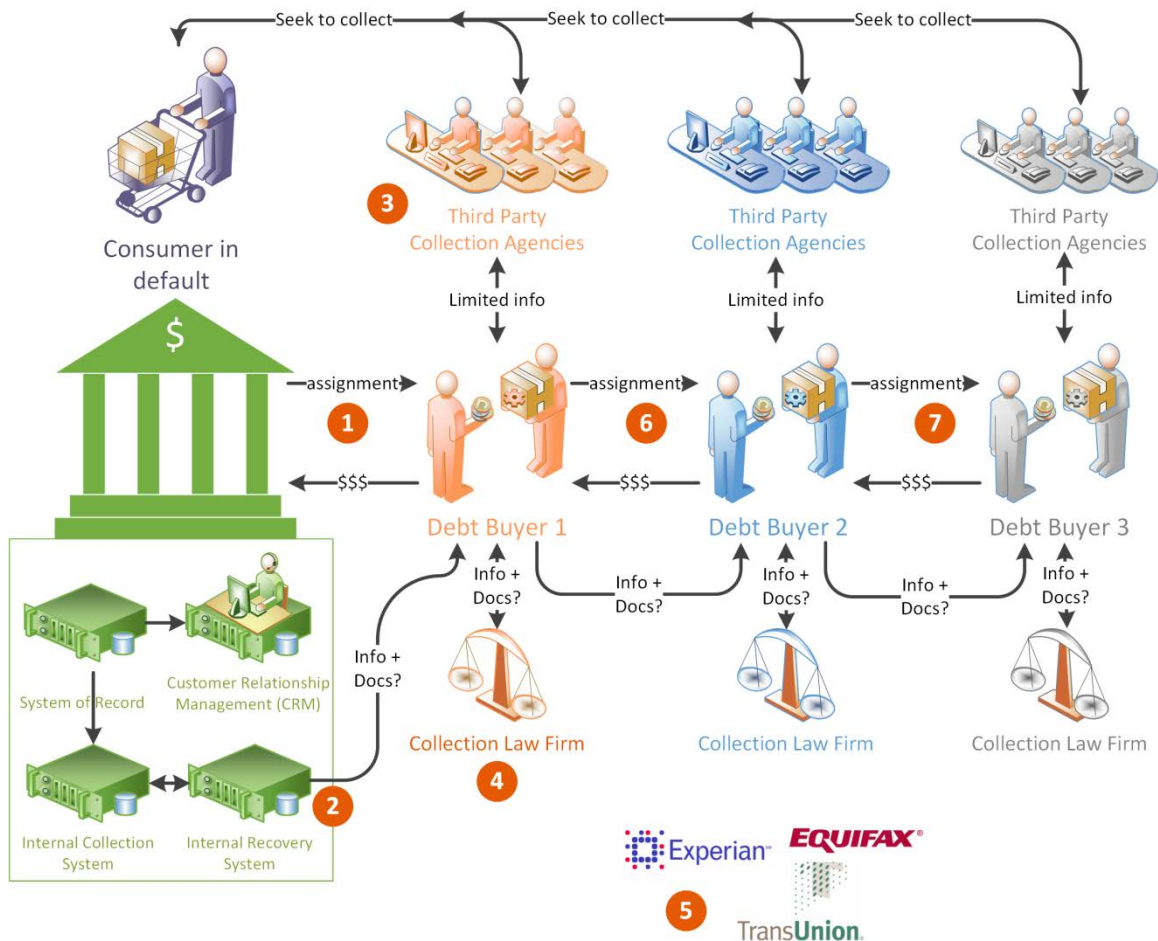 Seek to collect
Seek to collect
Seek to collect
3
Third Party
Collection Agencies
Third Party
Collection Agencies
Third Party
Collection Agencies
Consumer in
default
Limited info
Limited info
Limited info
$
assignment
assignment
assignment
1
6
7
$$$
$$$
$$$
Debt Buyer 1
Debt Buyer 2
Debt Buyer 3
Info +
Docs?
Info +
Docs?
Info +
Docs?
Info +
Docs?
Info +
Docs?
Info +
Docs?
System of Record
Customer Relationship
Management (CRM)
Collection Law Firm
Collection Law Firm
Collection Law Firm
4
2
Internal Collection
System
Internal Recovery
System
Experian™
EQUIFAX®
5
TransUnion®